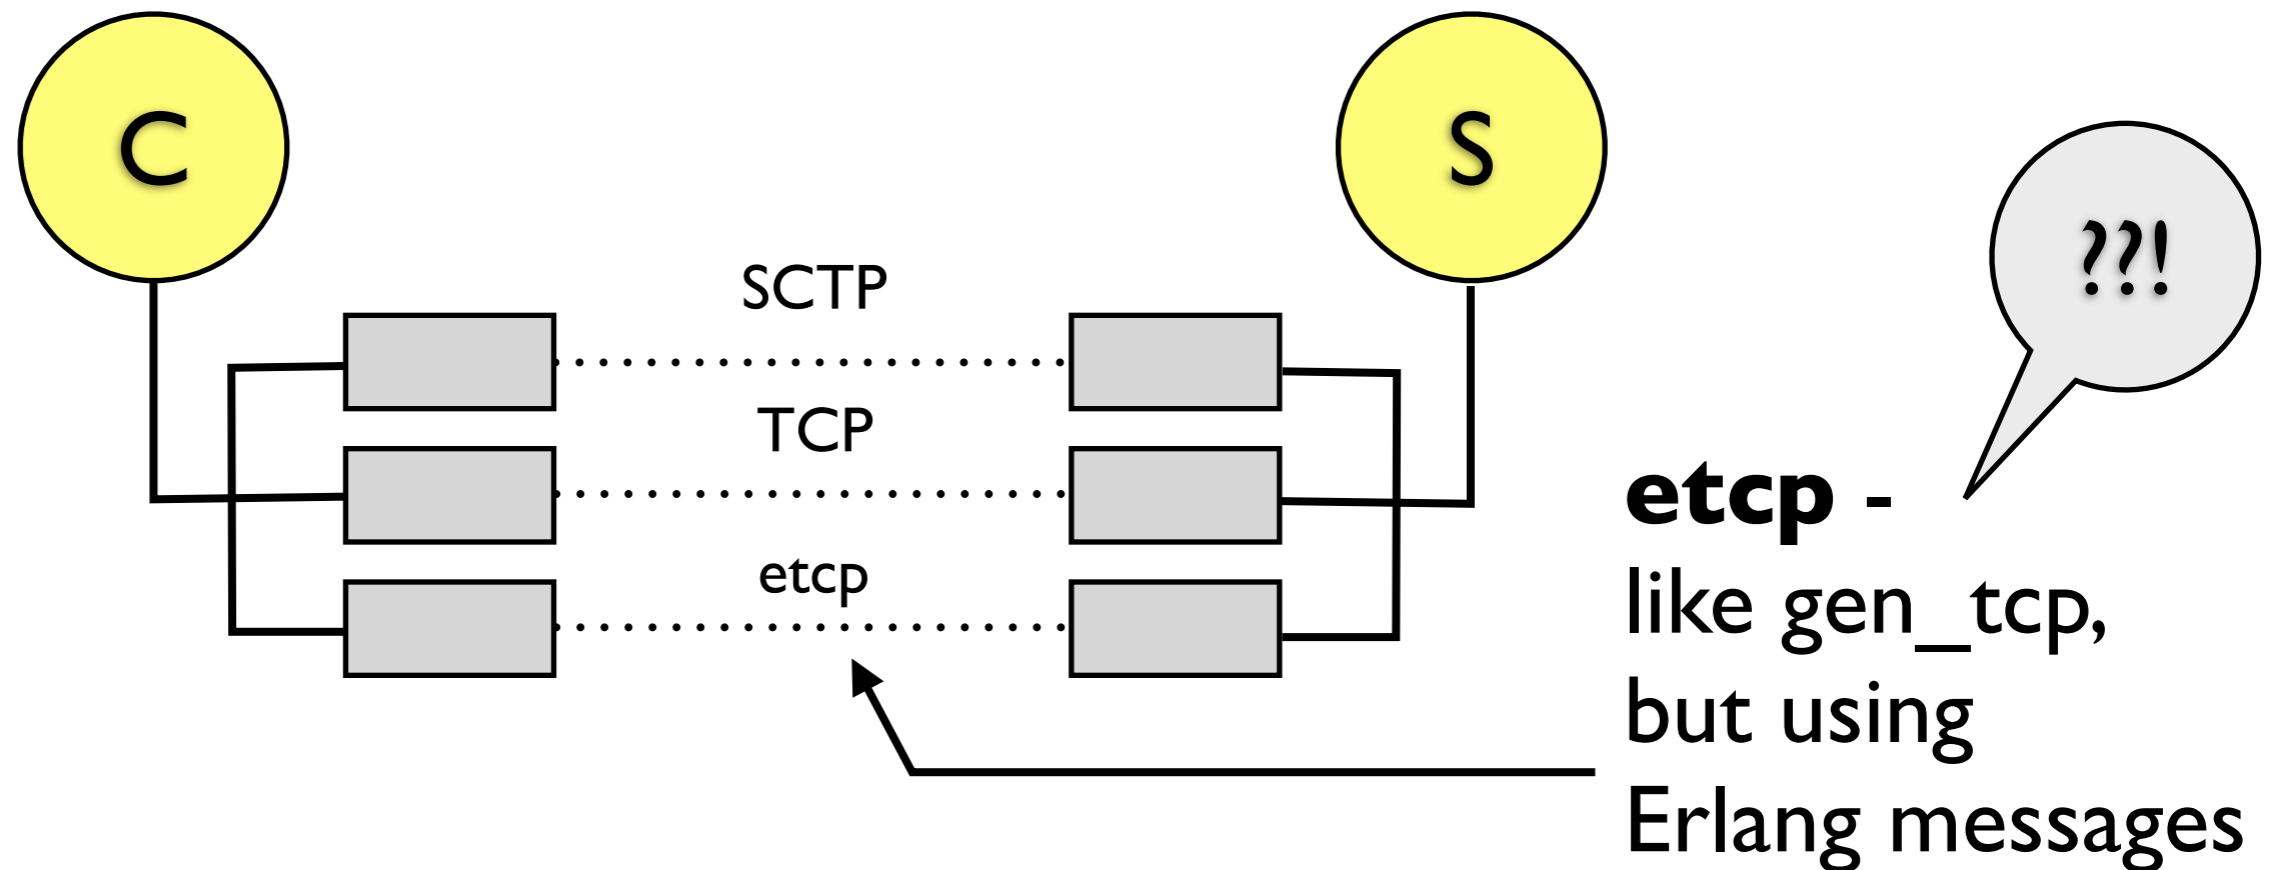 C
S
??!
SCTP
TCP
etcp
etcp -
like gen_tcp,
but using
Erlang messages